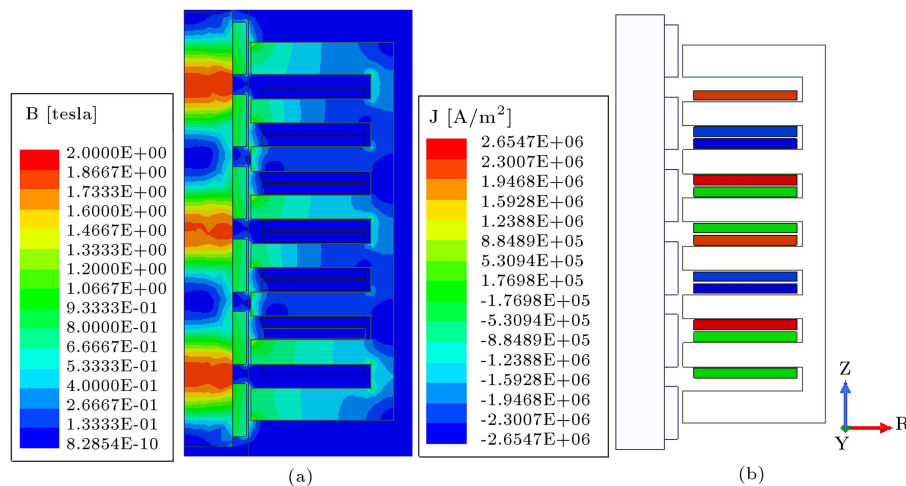 B [tesla]
2.0000E+00
1.8667E+00
1.7333E+00
1.6000E+00
1.4667E+00
1.3333E+00
1.2000E+00
1.0667E+00
9.3333E-01
8.0000E-01
6.6667E-01
5.3333E-01
4.0000E-01
2.6667E-01
1.3333E-01
8.2854E-10
(a)
J [A/m²]
2.6547E+06
2.3007E+06
1.9468E+06
1.5928E+06
1.2388E+06
8.8489E+05
5.3094E+05
1.7698E+05
-1.7698E+05
-5.3094E+05
-8.8489E+05
-1.2388E+06
-1.5928E+06
-1.9468E+06
-2.3007E+06
-2.6547E+06
Z
R
Y
(b)